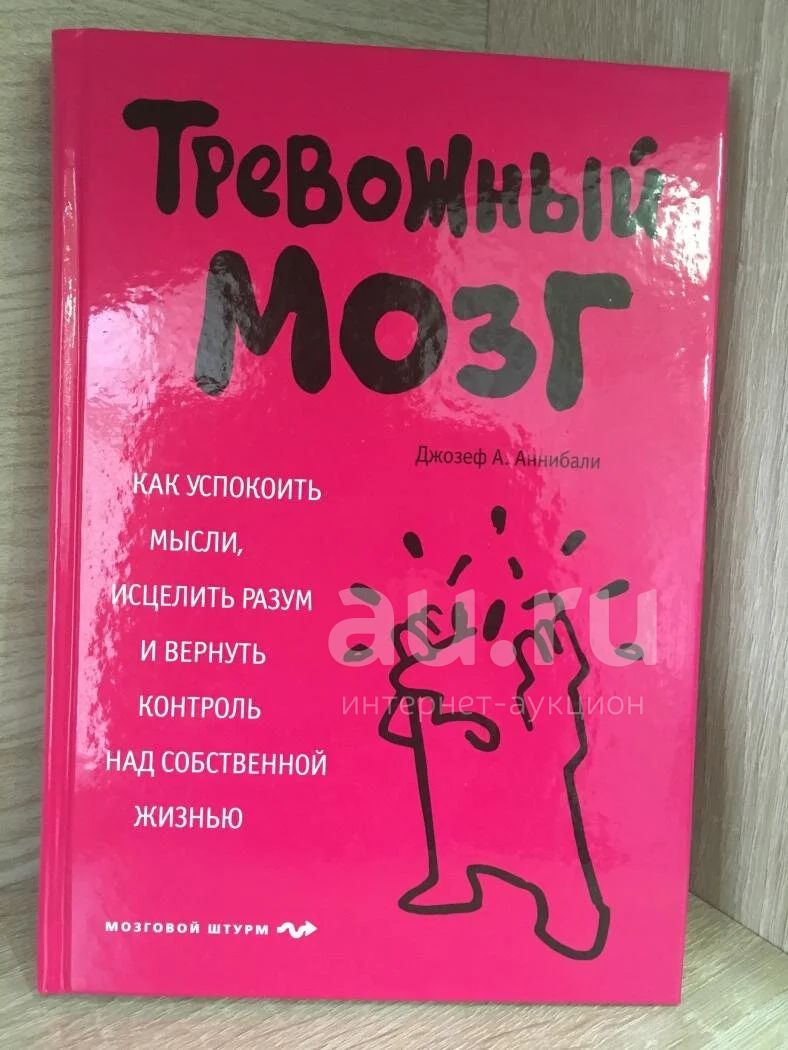 Тревожный
мозг
Джозеф А. Аннибали
КАК УСПОКОИТЬ
МЫСЛИ,
ИСЦЕЛИТЬ РАЗУМ
И ВЕРНУТЬ
КОНТРОЛЬ
НАД СОБСТВЕННОЙ
ЖИЗНЬЮ
au.ru
интернет-аукцион
МОЗГОВОЙ ШТУРМ